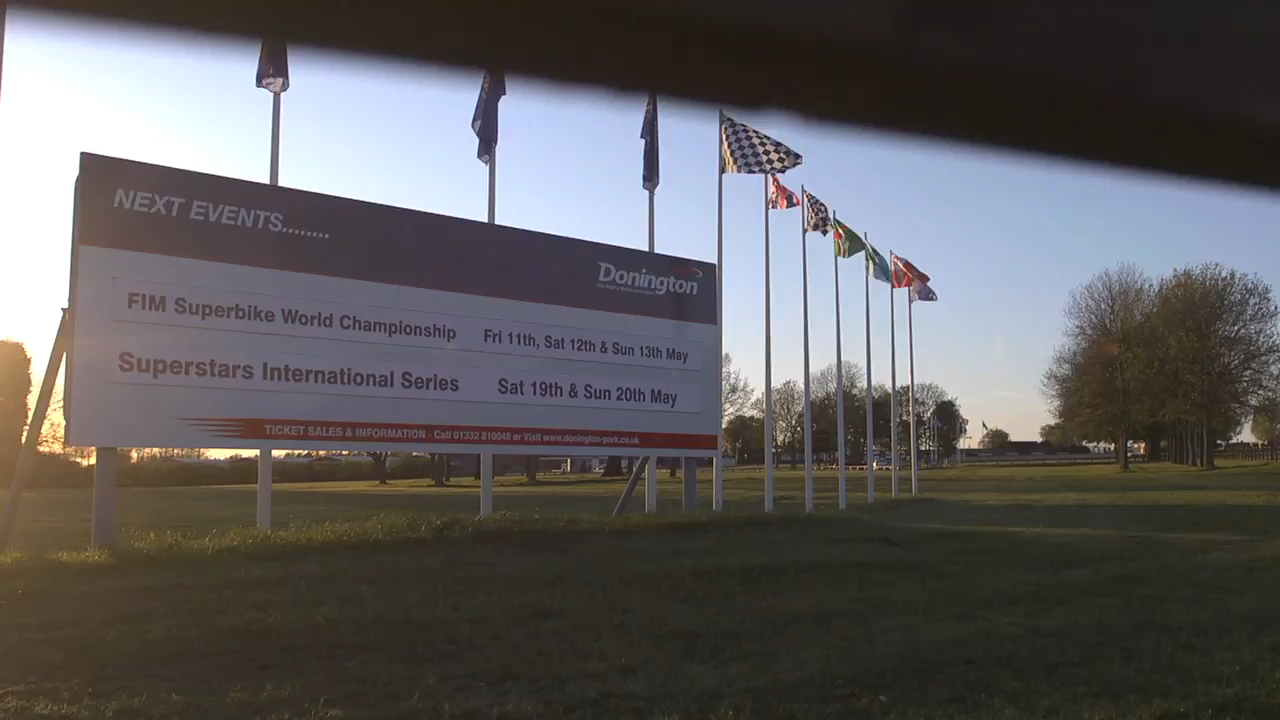 NEXT EVENTS........
Donington
FIM Superbike World Championship Fri 11th, Sat 12th & Sun 13th May
Superstars International Series Sat 19th & Sun 20th May
TICKET SALES & INFORMATION - Call 01332 810048 or Visit www.donington-park.co.uk